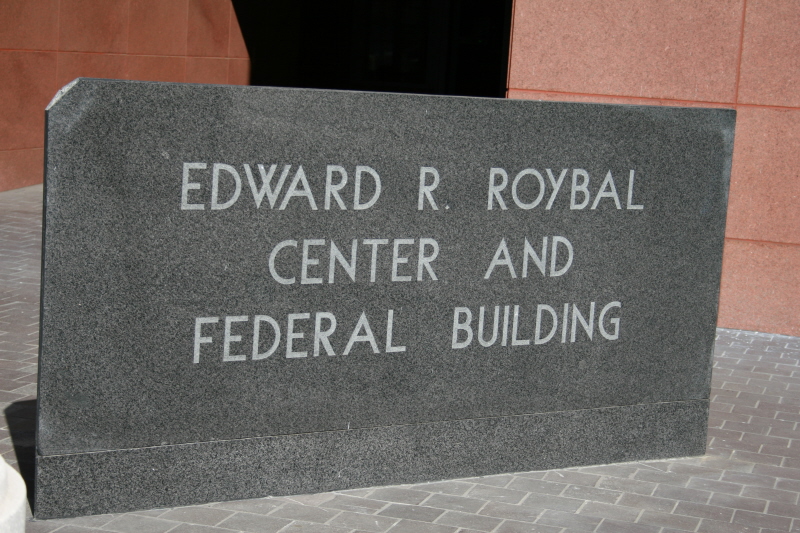 EDWARD R. ROYBAL
CENTER AND
FEDERAL BUILDING